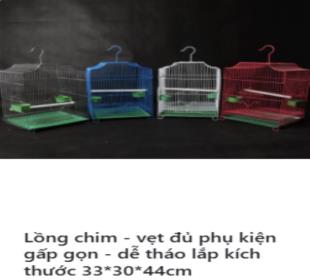 Lồng chim - vẹt đủ phụ kiện
gấp gọn - dễ tháo lắp kích
thước 33*30*44cm